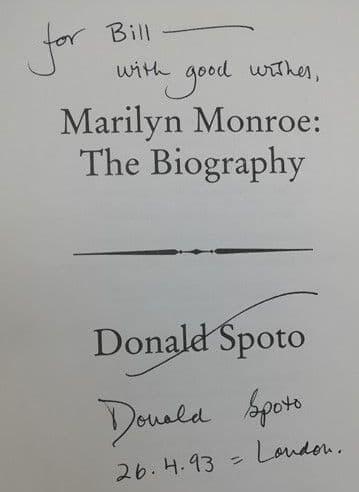 for Bill —
with good wishes,
Marilyn Monroe:
The Biography
Donald Spoto
Donald Spoto
26.4.93 = London.